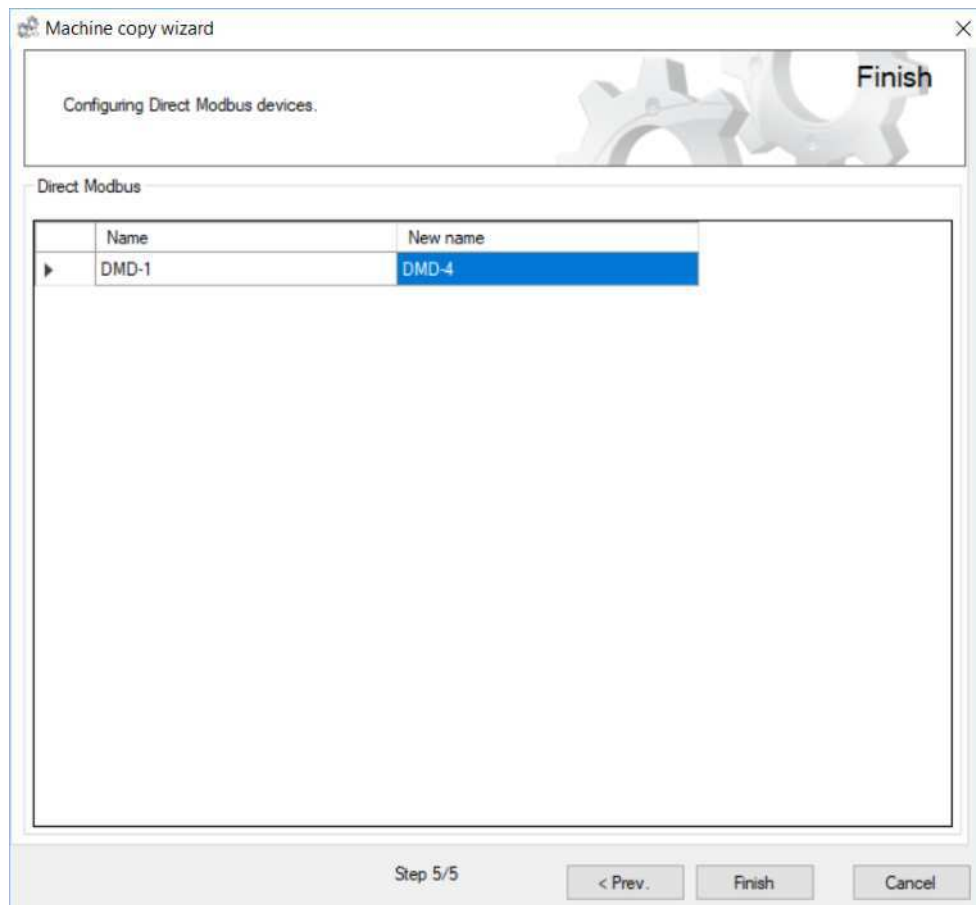 Machine copy wizard
Finish
Configuring Direct Modbus devices.
Direct Modbus
Name New name
DMD-1 DMD-4
Step 5/5 < Prev. Finish Cancel